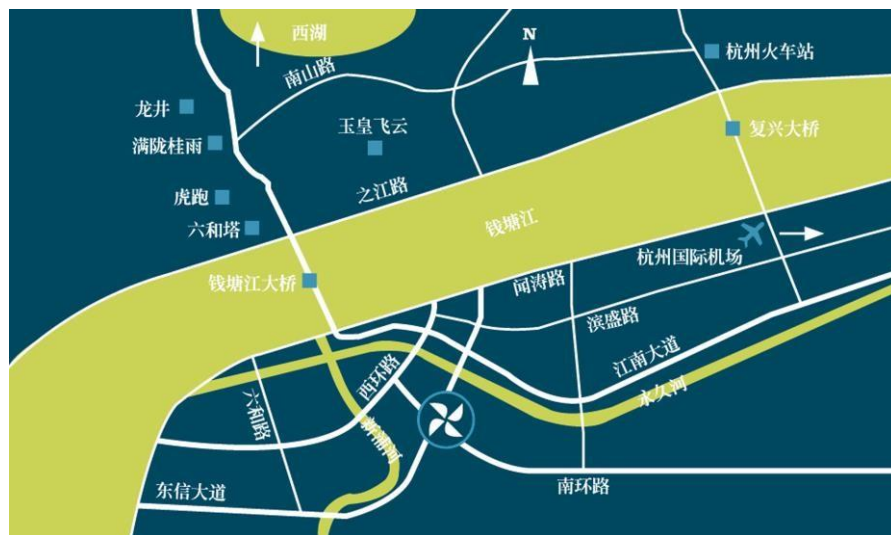 西湖
N
南山路
杭州火车站
龙井
玉皇飞云
复兴大桥
满陇桂雨
之江路
虎跑
六和塔
钱塘江
杭州国际机场
钱塘江大桥
闻涛路
滨盛路
江南大道
西环路
永久河
六和路
新浦河
东信大道
南环路